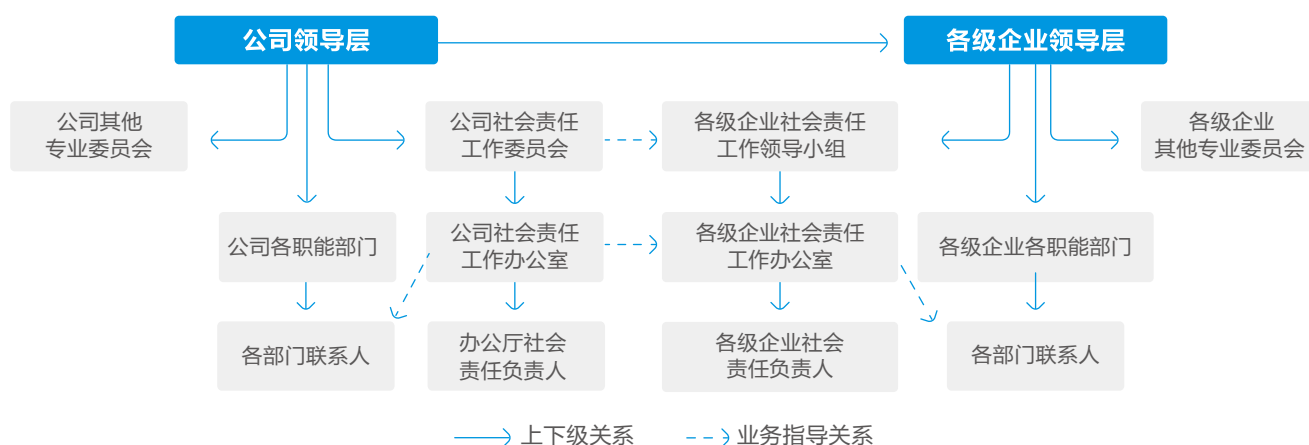 公司领导层
各级企业领导层
公司其他
专业委员会
公司社会责任
工作委员会
各级企业社会责任
工作领导小组
各级企业
其他专业委员会
公司各职能部门
公司社会责任
工作办公室
各级企业社会责任
工作办公室
各级企业各职能部门
各部门联系人
办公厅社会
责任负责人
各级企业社会
责任负责人
各部门联系人
上下级关系
业务指导关系